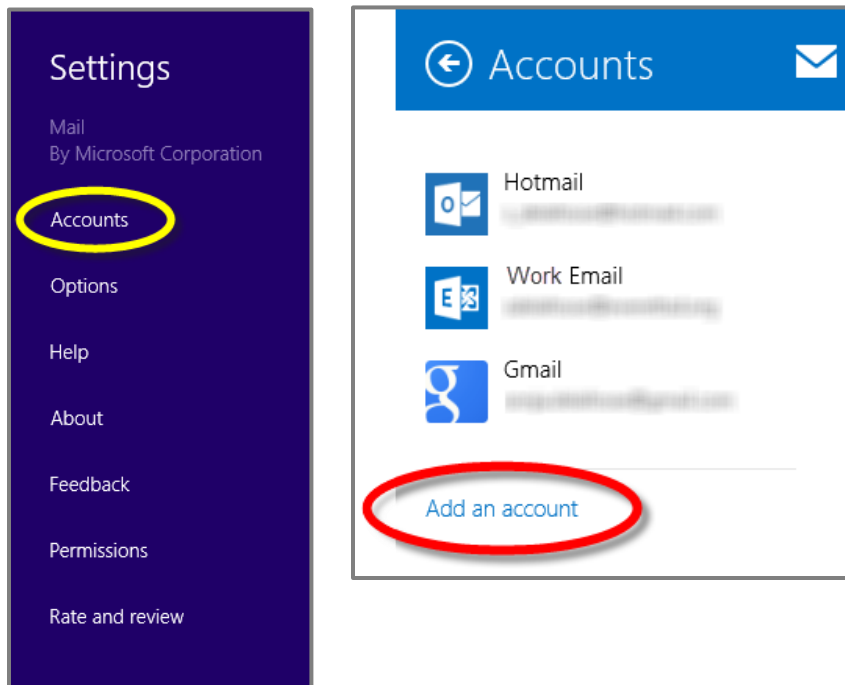 Settings
Mail
By Microsoft Corporation
Accounts
Options
Help
About
Feedback
Permissions
Rate and review
Accounts
Hotmail
Work Email
Gmail
Add an account